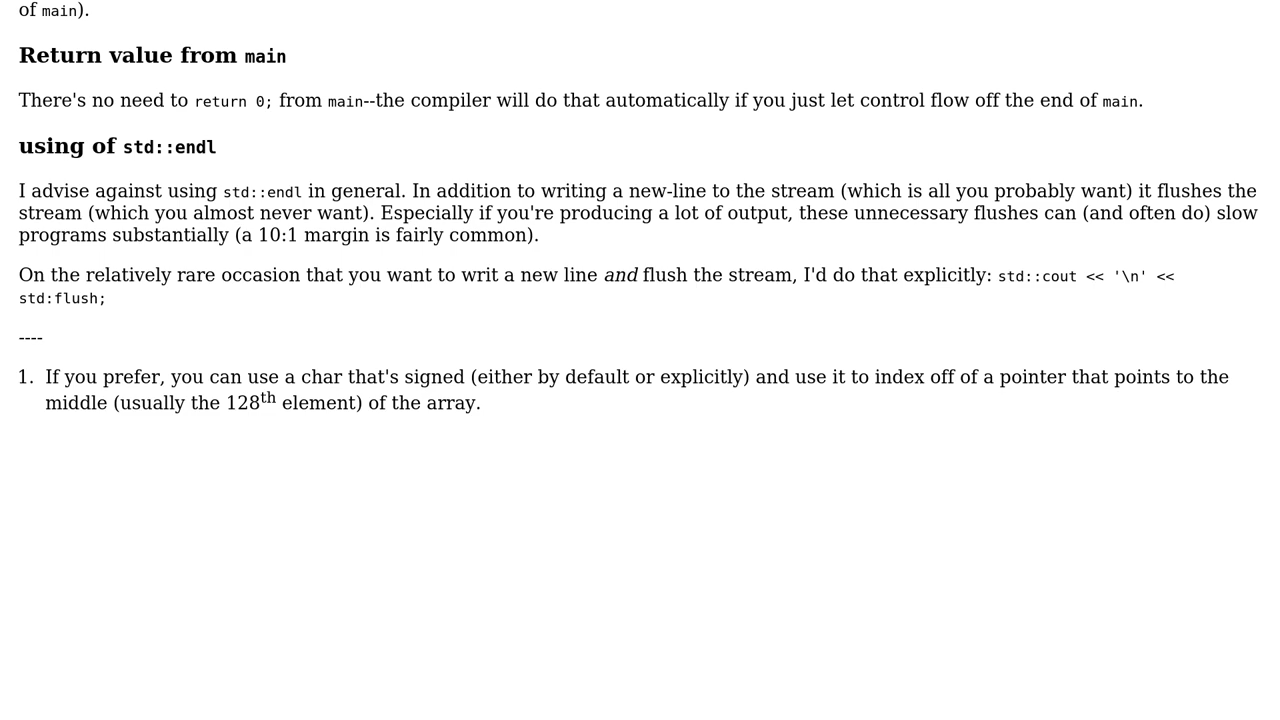 of main).
Return value from main
There's no need to return 0; from main--the compiler will do that automatically if you just let control flow off the end of main.
using of std::endl
I advise against using std::endl in general. In addition to writing a new-line to the stream (which is all you probably want) it flushes the
stream (which you almost never want). Especially if you're producing a lot of output, these unnecessary flushes can (and often do) slow
programs substantially (a 10:1 margin is fairly common).
On the relatively rare occasion that you want to writ a new line and flush the stream, I'd do that explicitly: std::cout << '\n' <<
std:flush;
----
1. If you prefer, you can use a char that's signed (either by default or explicitly) and use it to index off of a pointer that points to the
middle (usually the 128th element) of the array.